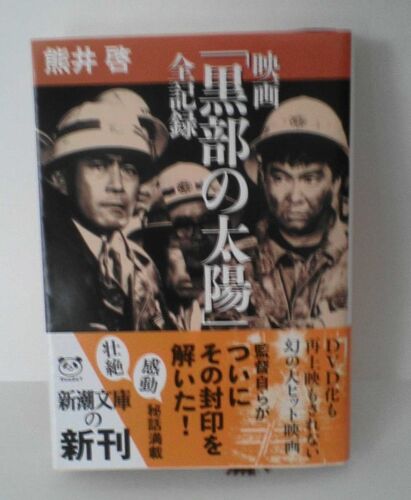 熊井 啓
映画
「黒部の太陽」
全記録
DVD化も
再上映もされない
幻の大ヒット映画
監督自らが
ついに
その封印を
解いた!
感動
壮絶
秘話満載
新潮文庫
の
新刊